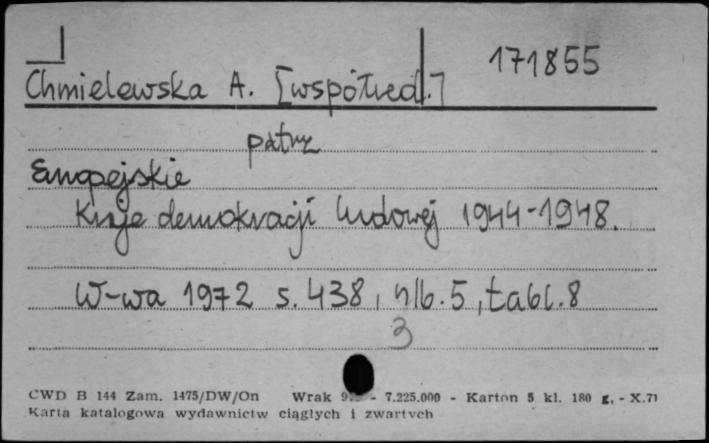 171855
Chmielewska A. [współred.]
patrz
Europejskie
Kraje demokracji ludowej 1944-1948.
W-wa 1972 s. 438, nlb. 5, tabl. 8
3
CWD B 144 Zam. 1475/DW/On Wrak - 7.225.000 - Karton 5 kl. 180 g, - X.71
Karta katalogowa wydawnictw ciągłych i zwartych